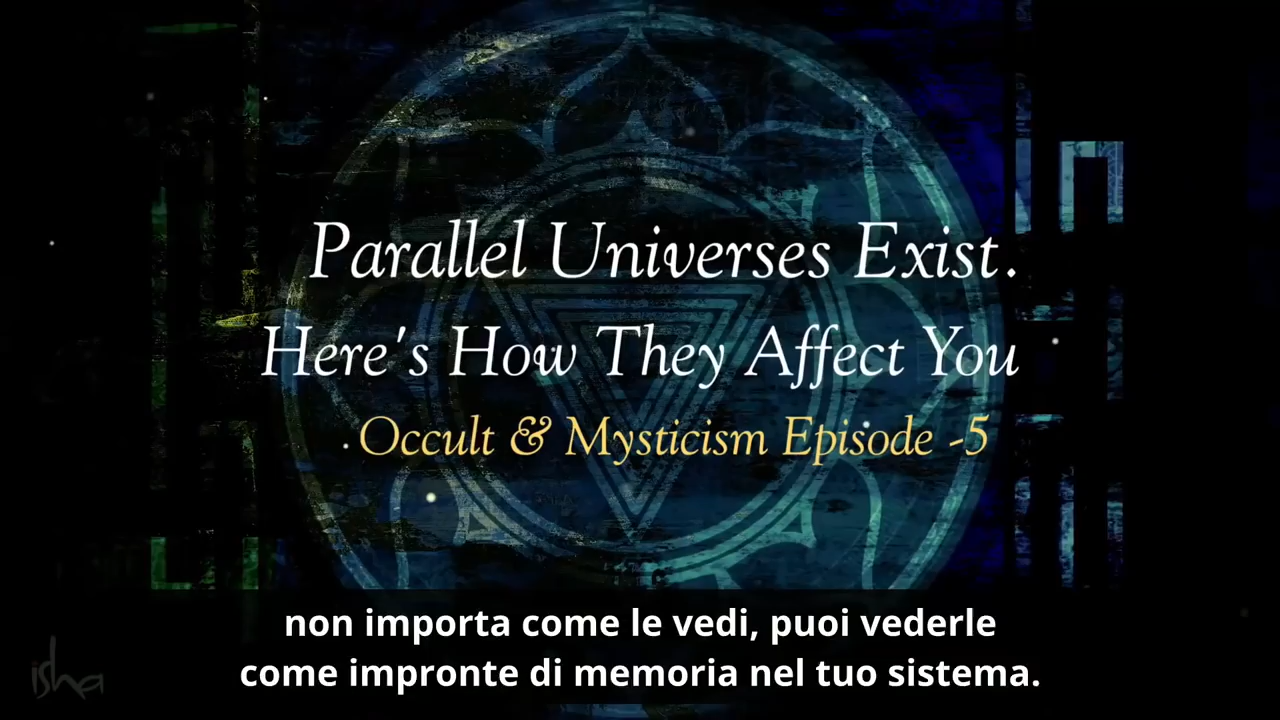 Parallel Universes Exist.
Here's How They Affect You
Occult & Mysticism Episode -5
non importa come le vedi, puoi vederle
come impronte di memoria nel tuo sistema.
isha